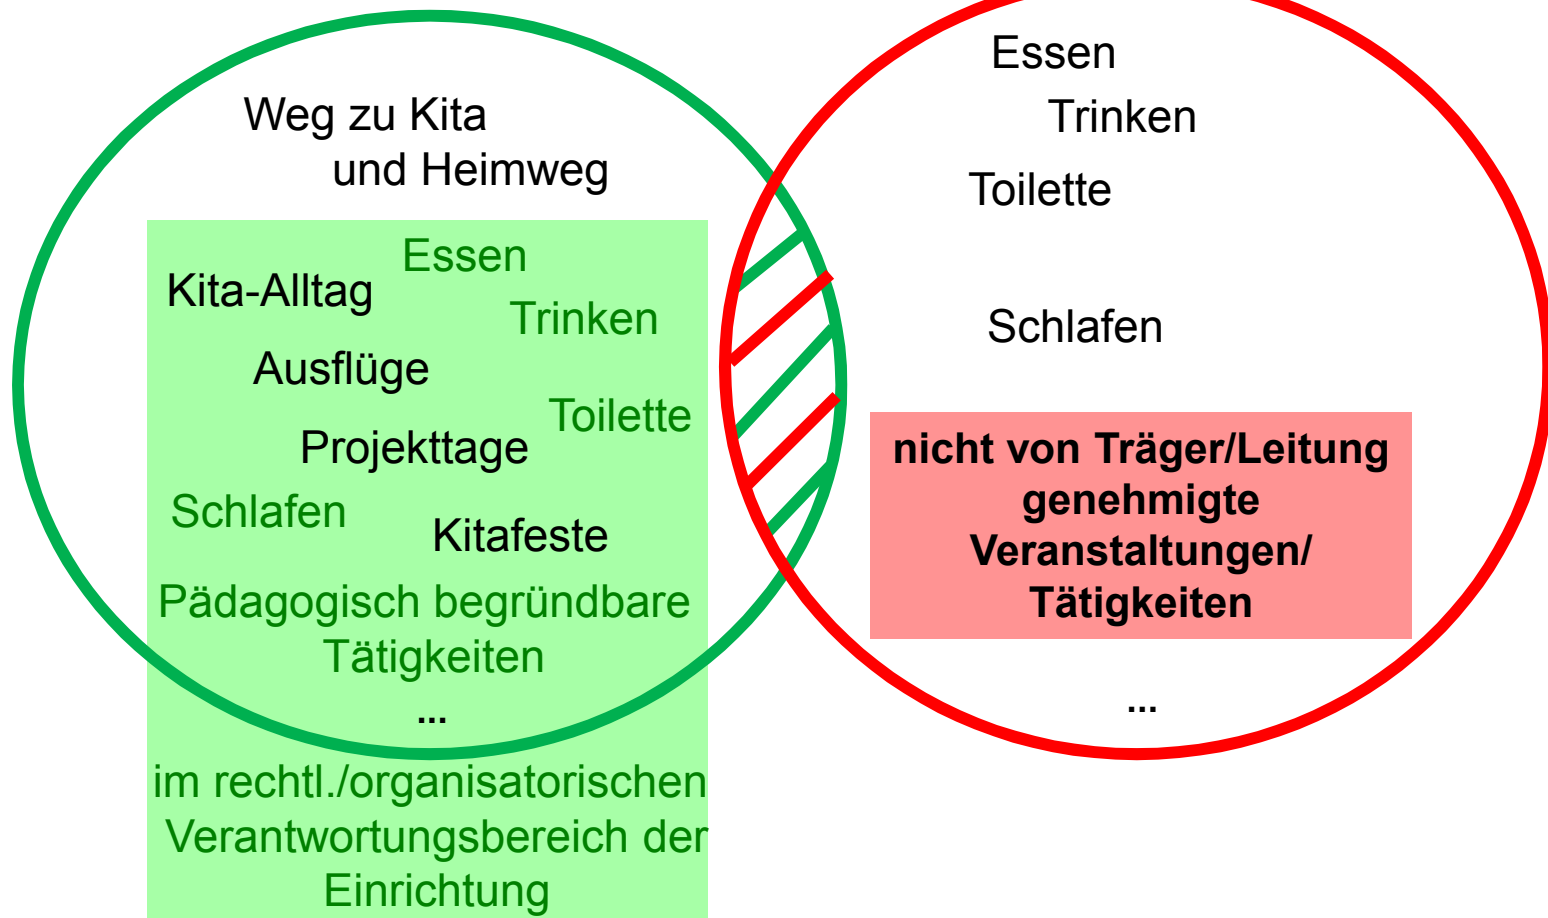 Weg zu Kita
und Heimweg
Essen
Kita-Alltag
Trinken
Ausflüge
Toilette
Projekttage
Schlafen
Kitafeste
Pädagogisch begründbare
Tätigkeiten
...
im rechtl./organisatorischen
Verantwortungsbereich der
Einrichtung
Essen
Trinken
Toilette
Schlafen
nicht von Träger/Leitung
genehmigte
Veranstaltungen/
Tätigkeiten
...